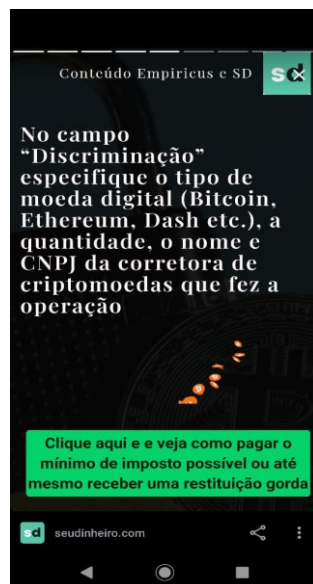 Conteúdo Empiricus e SD
sd
No campo
“Discriminação”
especifique o tipo de
moeda digital (Bitcoin,
Ethereum, Dash etc.), a
quantidade, o nome e
CNPJ da corretora de
criptomoedas que fez a
operação
Clique aqui e e veja como pagar o
mínimo de imposto possível ou até
mesmo receber uma restituição gorda
sd
seudinheiro.com